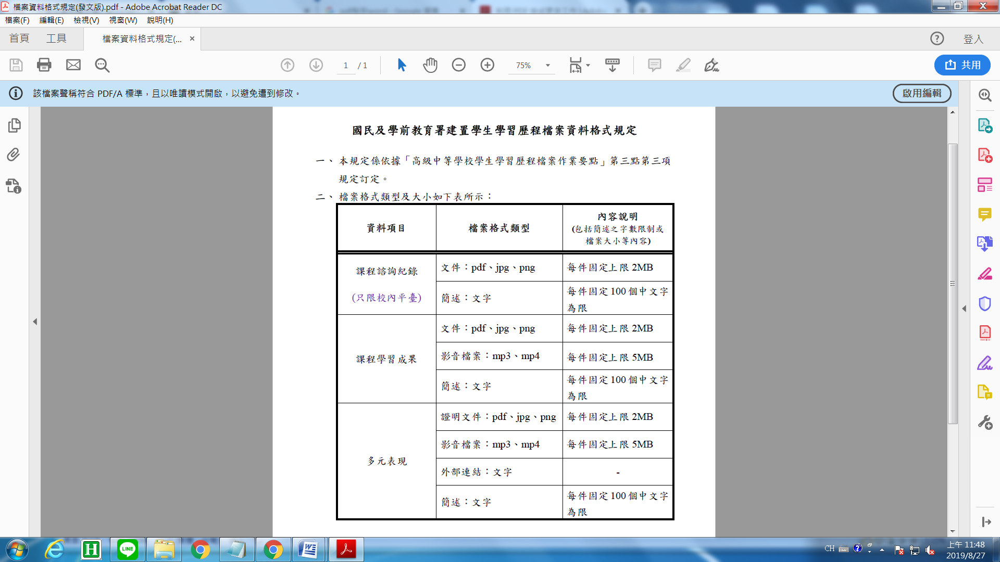 檔案資料格式規定(發文版).pdf - Adobe Acrobat Reader DC
檔案(F) 編輯(E) 檢視(V) 視窗(W) 說明(H)
首頁 工具 檔案資料格式規定(... × 登入
1 / 1 75% 共用
該檔案聲稱符合 PDF/A 標準，且以唯讀模式開啟，以避免遭到修改。 啟用編輯
國民及學前教育署建置學生學習歷程檔案資料格式規定
一、本規定係依據「高級中等學校學生學習歷程檔案作業要點」第三點第三項
規定訂定。
二、檔案格式類型及大小如下表所示：
資料項目 檔案格式類型 內容說明
(包括簡述之字數限制或
檔案大小等內容)
課程諮詢紀錄
(只限校內平臺)
文件：pdf、jpg、png 每件固定上限 2MB
簡述：文字 每件固定 100 個中文字
為限
課程學習成果
文件：pdf、jpg、png 每件固定上限 2MB
影音檔案：mp3、mp4 每件固定上限 5MB
簡述：文字 每件固定 100 個中文字
為限
多元表現
證明文件：pdf、jpg、png 每件固定上限 2MB
影音檔案：mp3、mp4 每件固定上限 5MB
外部連結：文字 -
簡述：文字 每件固定 100 個中文字
為限
H LINE W CH
上午 11:48
2019/8/27